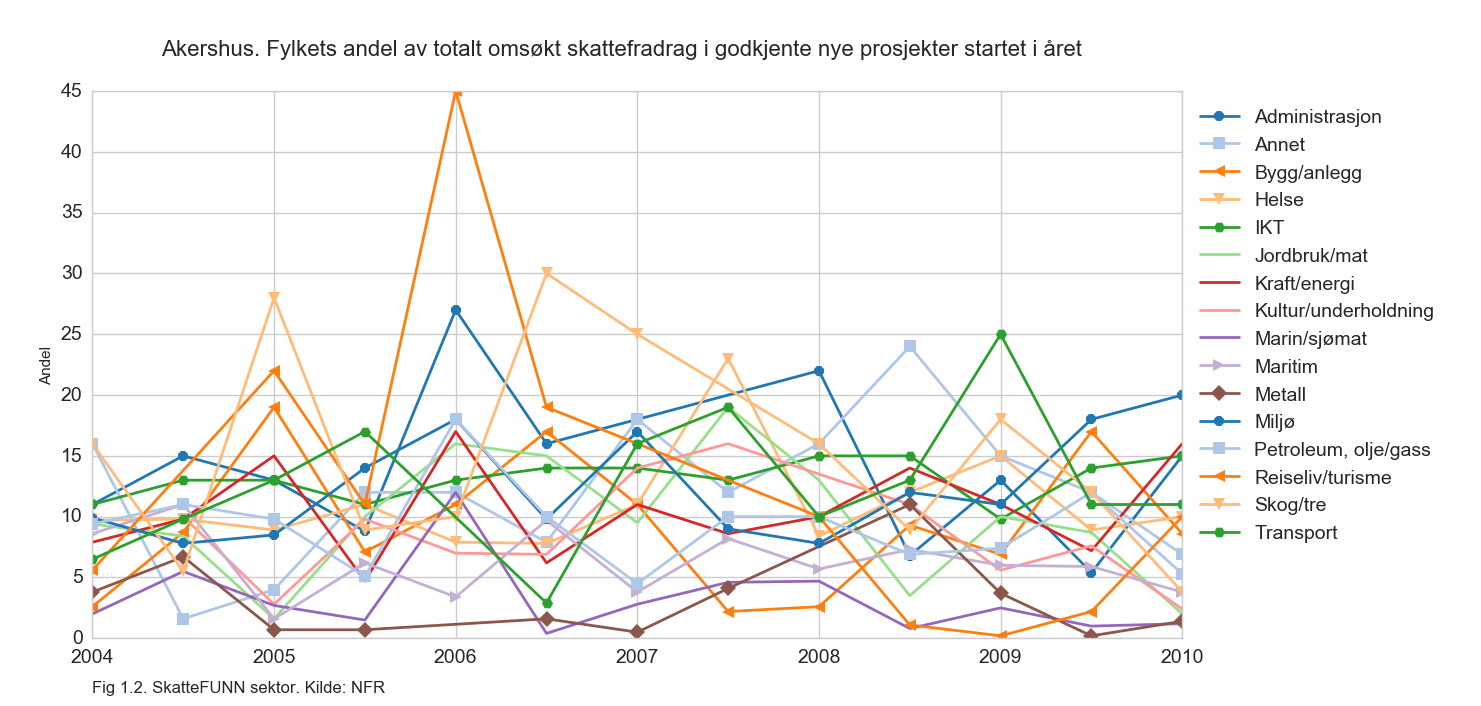 Akershus. Fylkets andel av totalt omsøkt skattefradrag i godkjente nye prosjekter startet i året
45
40
35
30
25
20
15
10
5
0
Andel
2004 2005 2006 2007 2008 2009 2010
Administrasjon
Annet
Bygg/anlegg
Helse
IKT
Jordbruk/mat
Kraft/energi
Kultur/underholdning
Marin/sjømat
Maritim
Metall
Miljø
Petroleum, olje/gass
Reiseliv/turisme
Skog/tre
Transport
Fig 1.2. SkatteFUNN sektor. Kilde: NFR